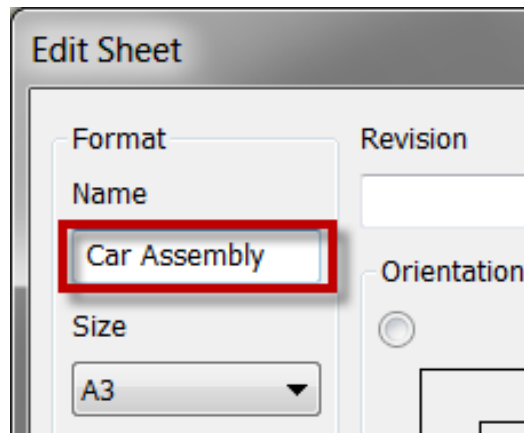 Edit Sheet
Format
Revision
Name
Car Assembly
Orientation
Size
A3